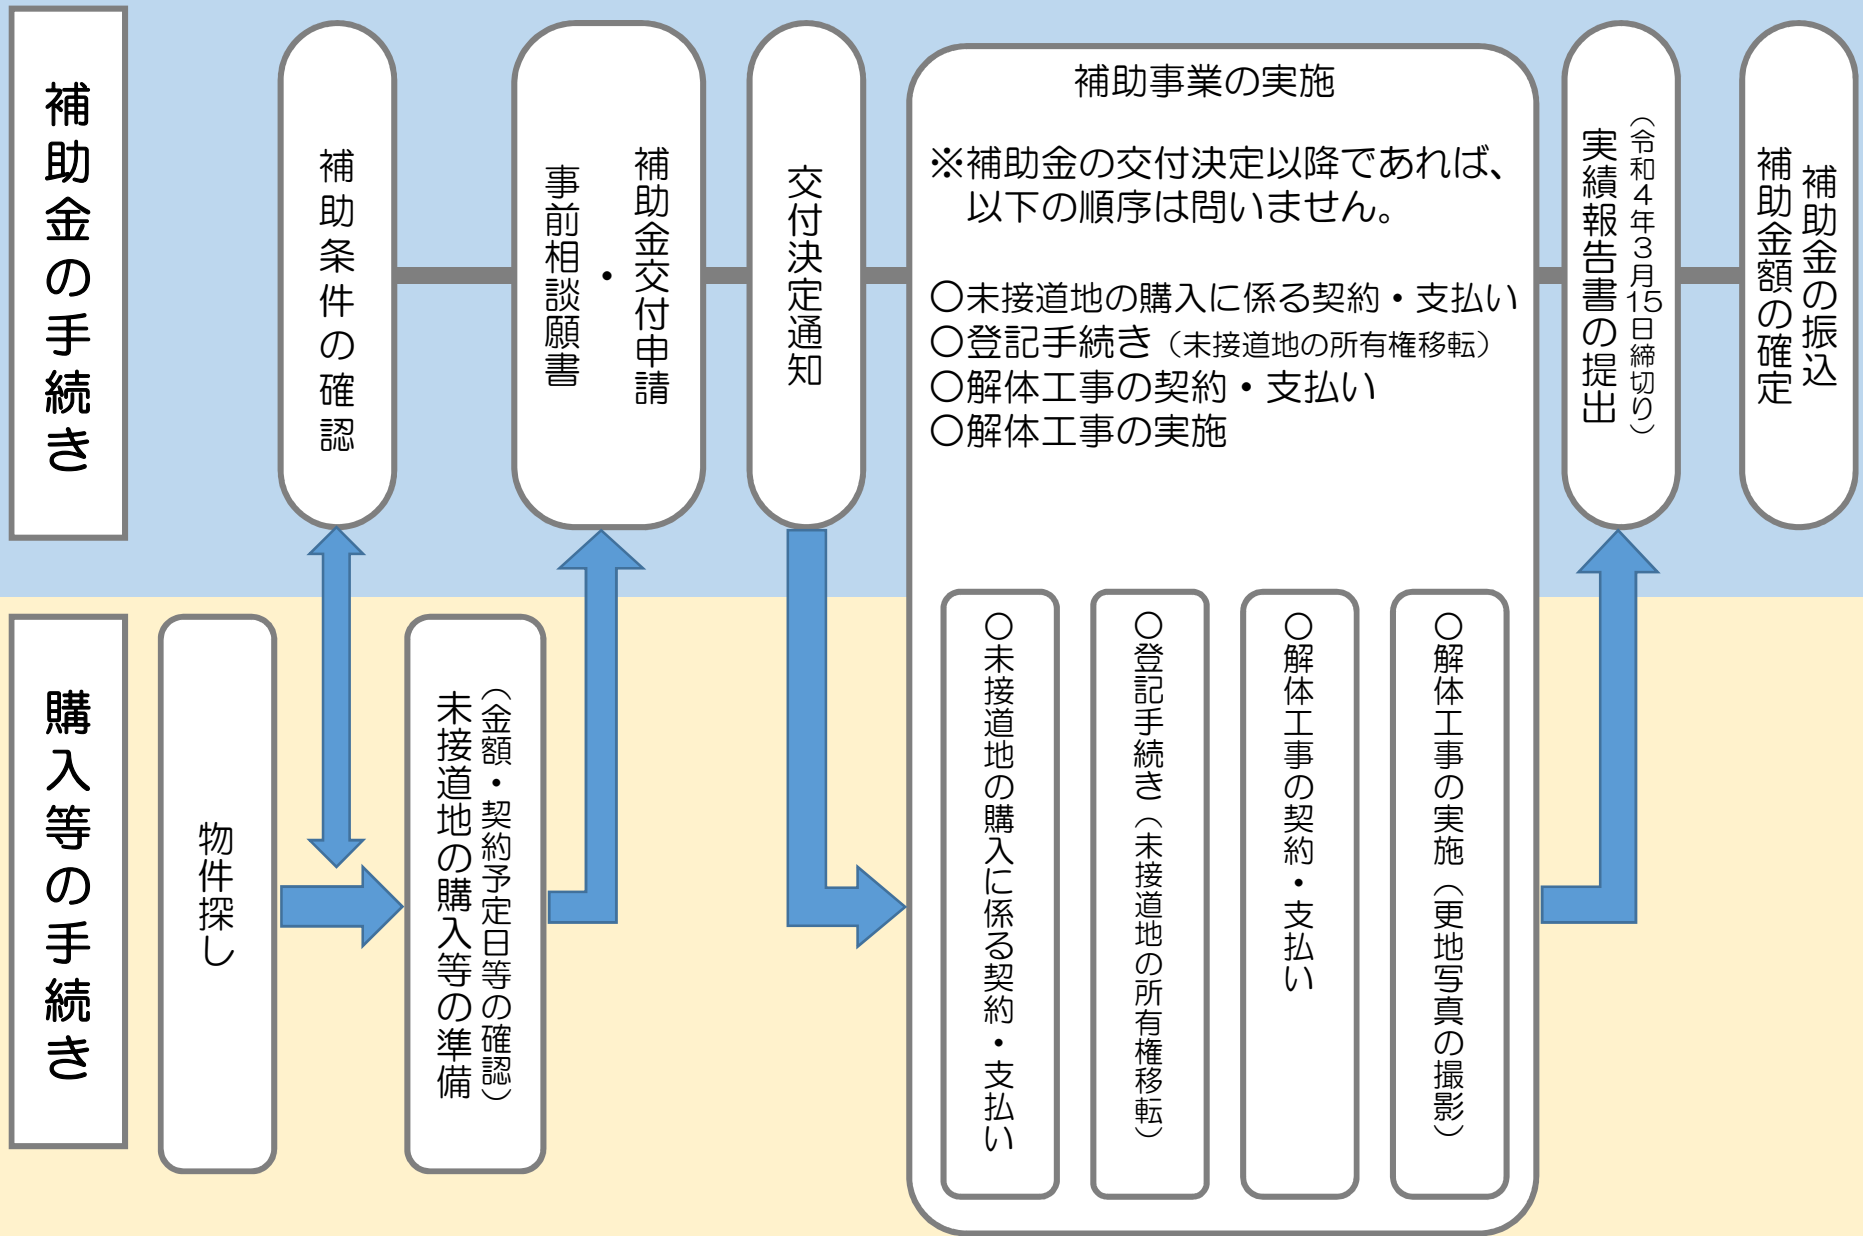 補助金の手続き
補助条件の確認
補助金交付申請
・
事前相談願書
交付決定通知
補助事業の実施
※補助金の交付決定以降であれば、
以下の順序は問いません。
○未接道地の購入に係る契約・支払い
○登記手続き（未接道地の所有権移転）
○解体工事の契約・支払い
○解体工事の実施
（令和４年３月15日締切り）
実績報告書の提出
補助金の振込
補助金額の確定
購入等の手続き
物件探し
（金額・契約予定日等の確認）
未接道地の購入等の準備
○未接道地の購入に係る契約・支払い
○登記手続き（未接道地の所有権移転）
○解体工事の契約・支払い
○解体工事の実施（更地写真の撮影）